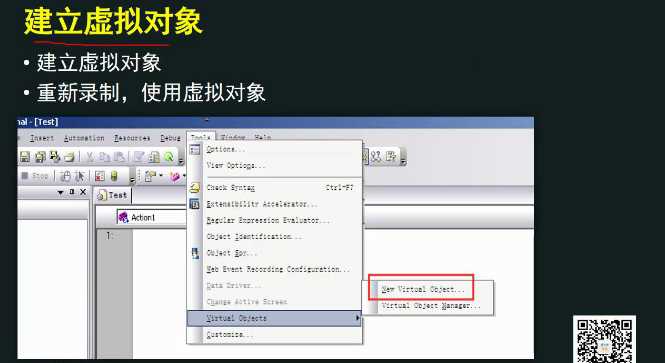 建立虚拟对象
• 建立虚拟对象
• 重新录制，使用虚拟对象
nal - [Test]
Insert Automation Resources Debug Tools Window Help
Stop
Test
Action1
1:
Options...
View Options...
Check Syntax Ctrl+F7
Extensibility Accelerator...
Regular Expression Evaluator...
Object Identification...
Object Spy...
Web Event Recording Configuration...
Data Driver...
Change Active Screen
Virtual Objects
Customize...
New Virtual Object...
Virtual Object Manager...